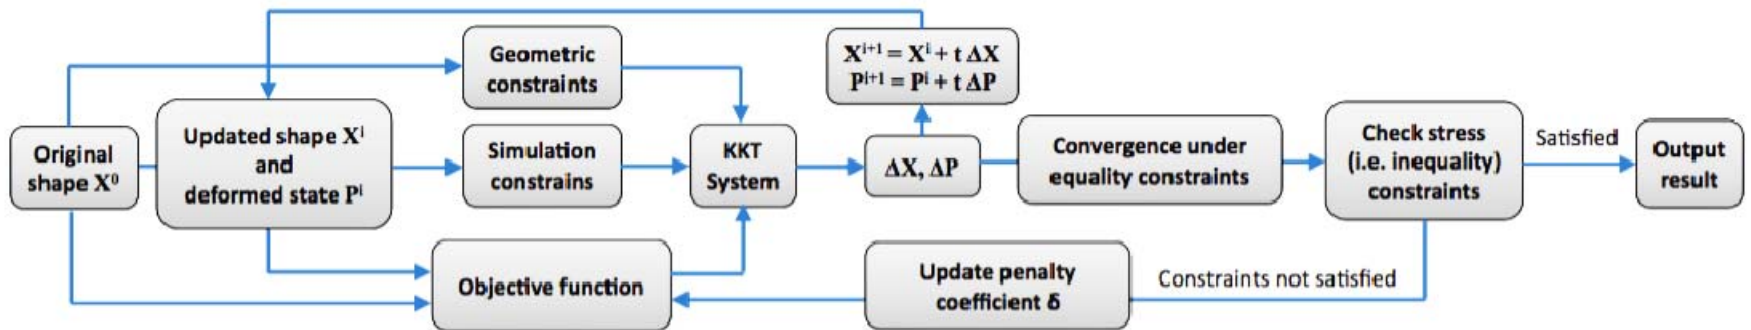 Original
shape X⁰
Updated shape Xⁱ
and
deformed state Pⁱ
Geometric
constraints
Simulation
constrains
Objective function
KKT
System
Xⁱ⁺¹ = Xⁱ + t ΔX
Pⁱ⁺¹ = Pⁱ + t ΔP
ΔX, ΔP
Convergence under
equality constraints
Update penalty
coefficient δ
Check stress
(i.e. inequality)
constraints
Constraints not satisfied
Satisfied
Output
result